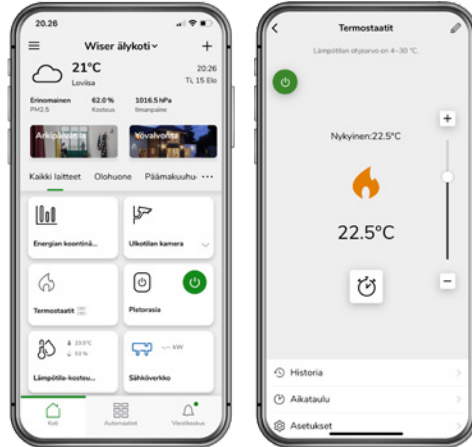 20.26
Wiser älykoti
21°C
20:26
Loviisa
Ti, 15 Elo
Erinomainen 62.0% 1016.5 hPa
PM2.5 Kosteus Ilmanpaine
Arkipäivät la
Yövalvonta
Kaikki laitteet Olohuone Päämakuuhu
Energian koontinä...
Ulkotilan kamera
Termostaatit
Pistorasia
53 %
kW
Lämpötila-kosteu...
Sähköverkko
Koti Automaatiot Viestikeskus
Termostaatit
Lämpötilan ohjearvo on 4–30 °C.
Nykyinen:22.5°C
22.5°C
Historia
Aikataulu
Asetukset